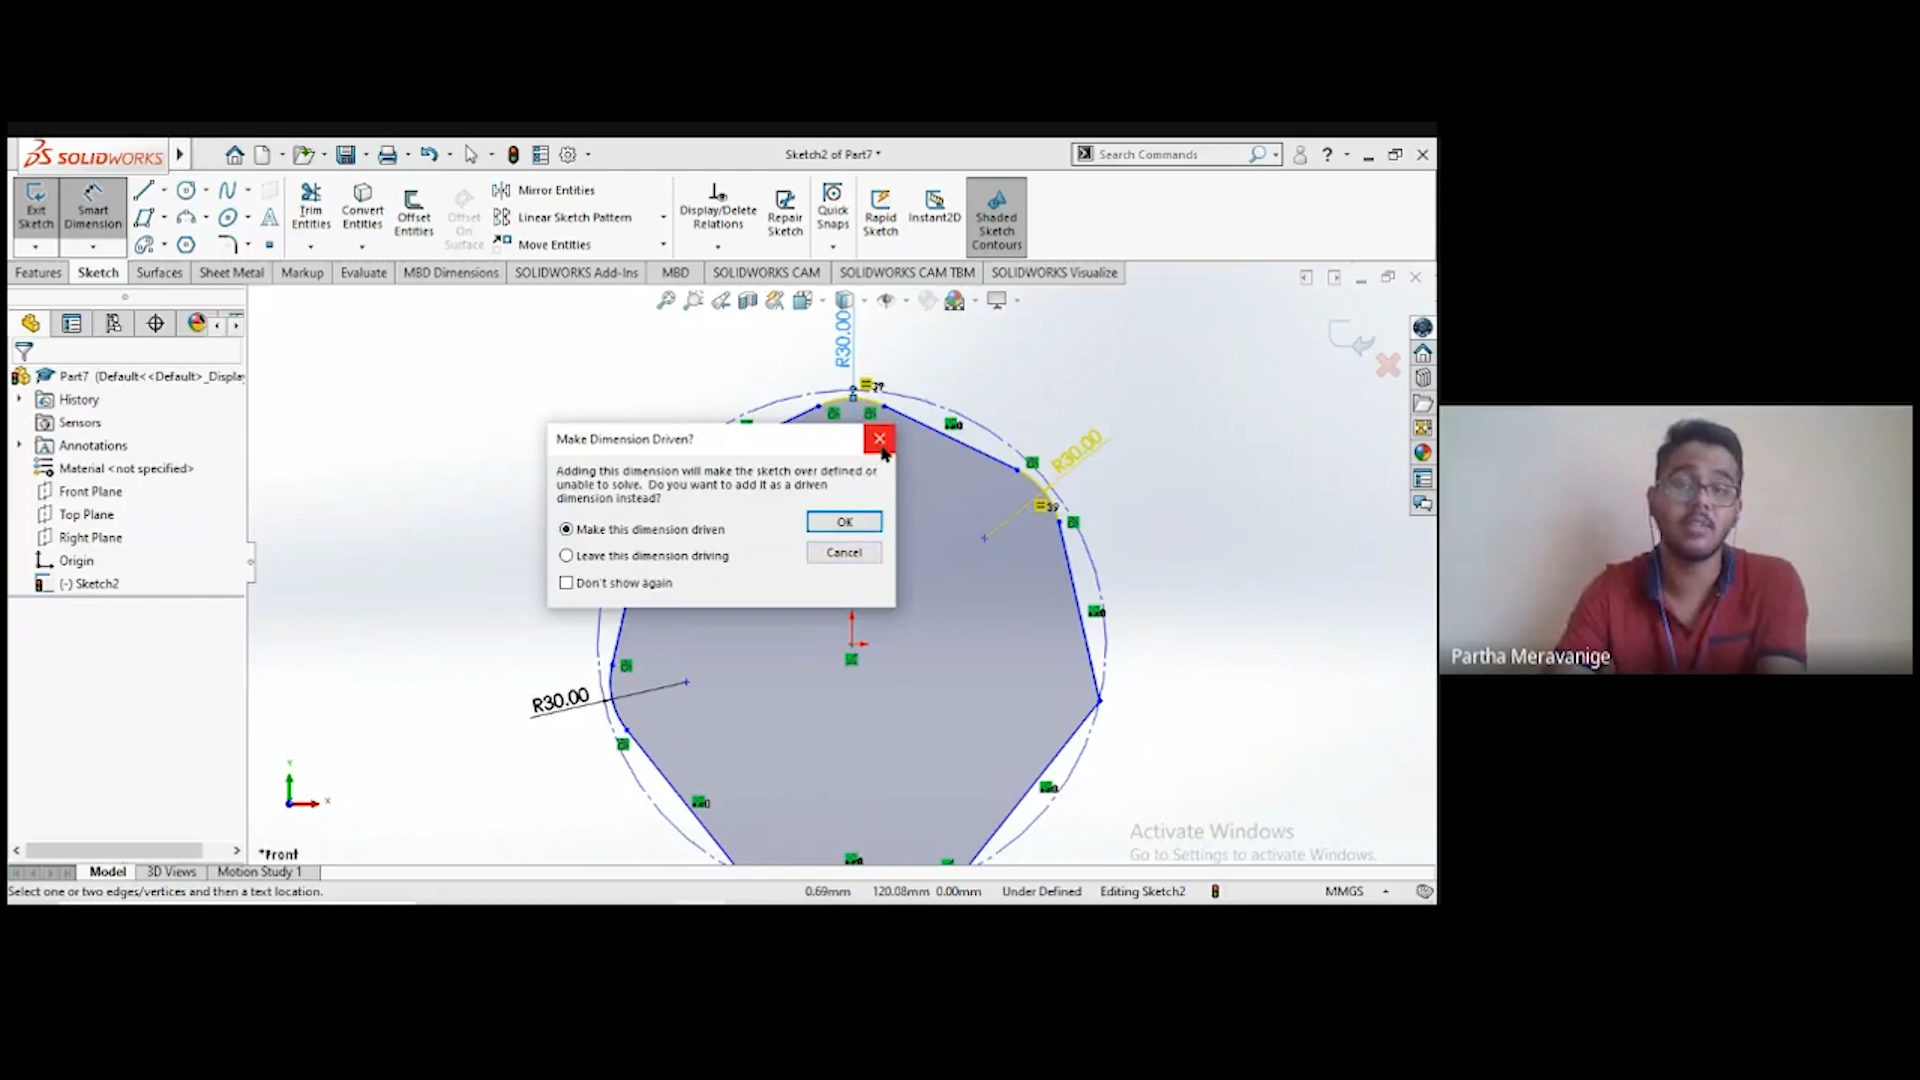 SOLIDWORKS
Sketch2 of Part7 *
Search Commands
?
Exit
Sketch
Smart
Dimension
Trim
Entities
Convert
Entities
Offset
Entities
Offset
On
Surface
Mirror Entities
Linear Sketch Pattern
Move Entities
Display/Delete
Relations
Repair
Sketch
Quick
Snaps
Rapid
Sketch
Instant2D
Shaded
Sketch
Contours
Features
Sketch
Surfaces
Sheet Metal
Markup
Evaluate
MBD Dimensions
SOLIDWORKS Add-Ins
MBD
SOLIDWORKS CAM
SOLIDWORKS CAM TBM
SOLIDWORKS Visualize
Part7 (Default<<Default>_Displa
History
Sensors
Annotations
Material <not specified>
Front Plane
Top Plane
Right Plane
Origin
(-) Sketch2
R30.00
R30.00
Make Dimension Driven?
Adding this dimension will make the sketch over defined or
unable to solve. Do you want to add it as a driven
dimension instead?
Make this dimension driven
Leave this dimension driving
Don't show again
OK
Cancel
R30.00
Y
X
*Front
Partha Meravanige
Activate Windows
Go to Settings to activate Windows.
Model
3D Views
Motion Study 1
Select one or two edges/vertices and then a text location.
0.69mm
120.08mm 0.00mm
Under Defined
Editing Sketch2
MMGS